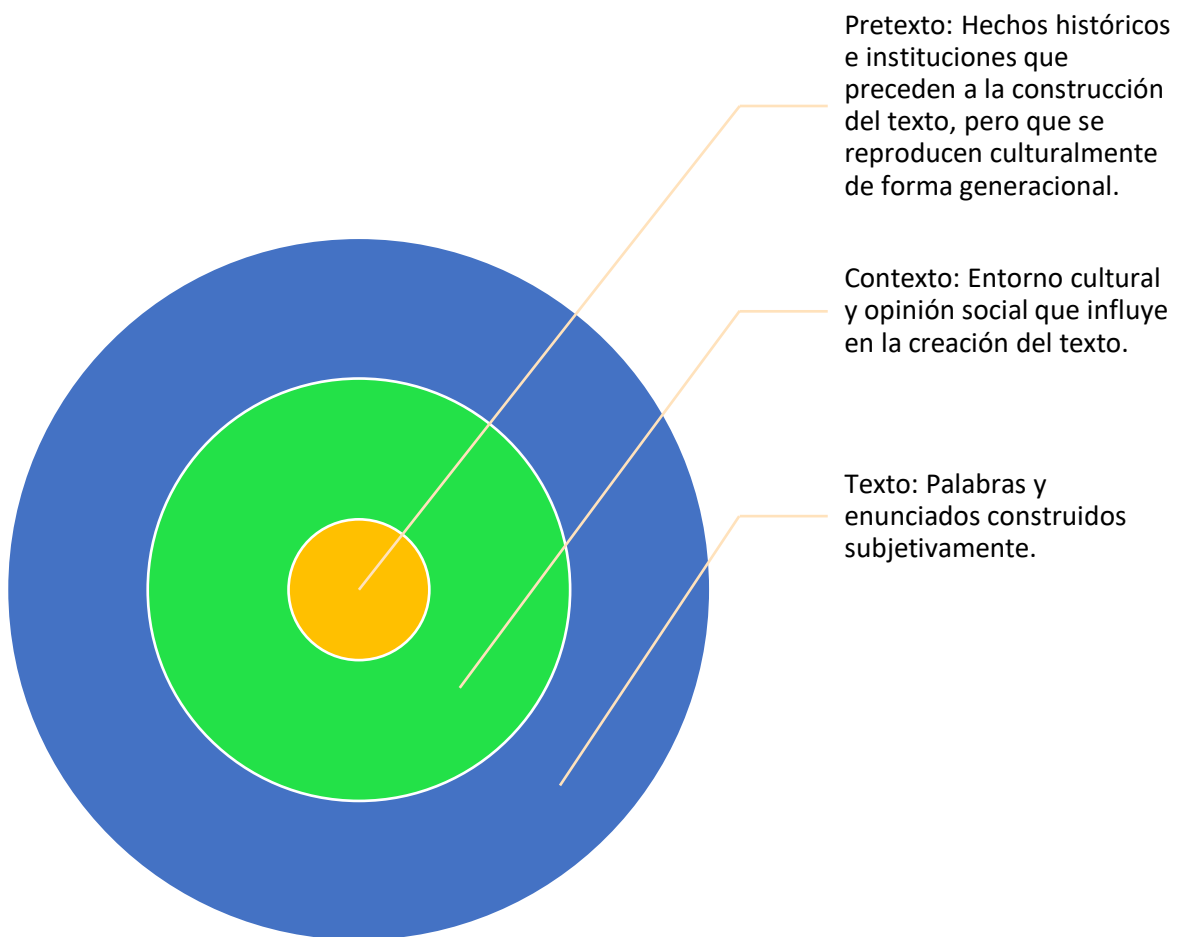 Pretexto: Hechos históricos
e instituciones que
preceden a la construcción
del texto, pero que se
reproducen culturalmente
de forma generacional.
Contexto: Entorno cultural
y opinión social que influye
en la creación del texto.
Texto: Palabras y
enunciados construidos
subjetivamente.